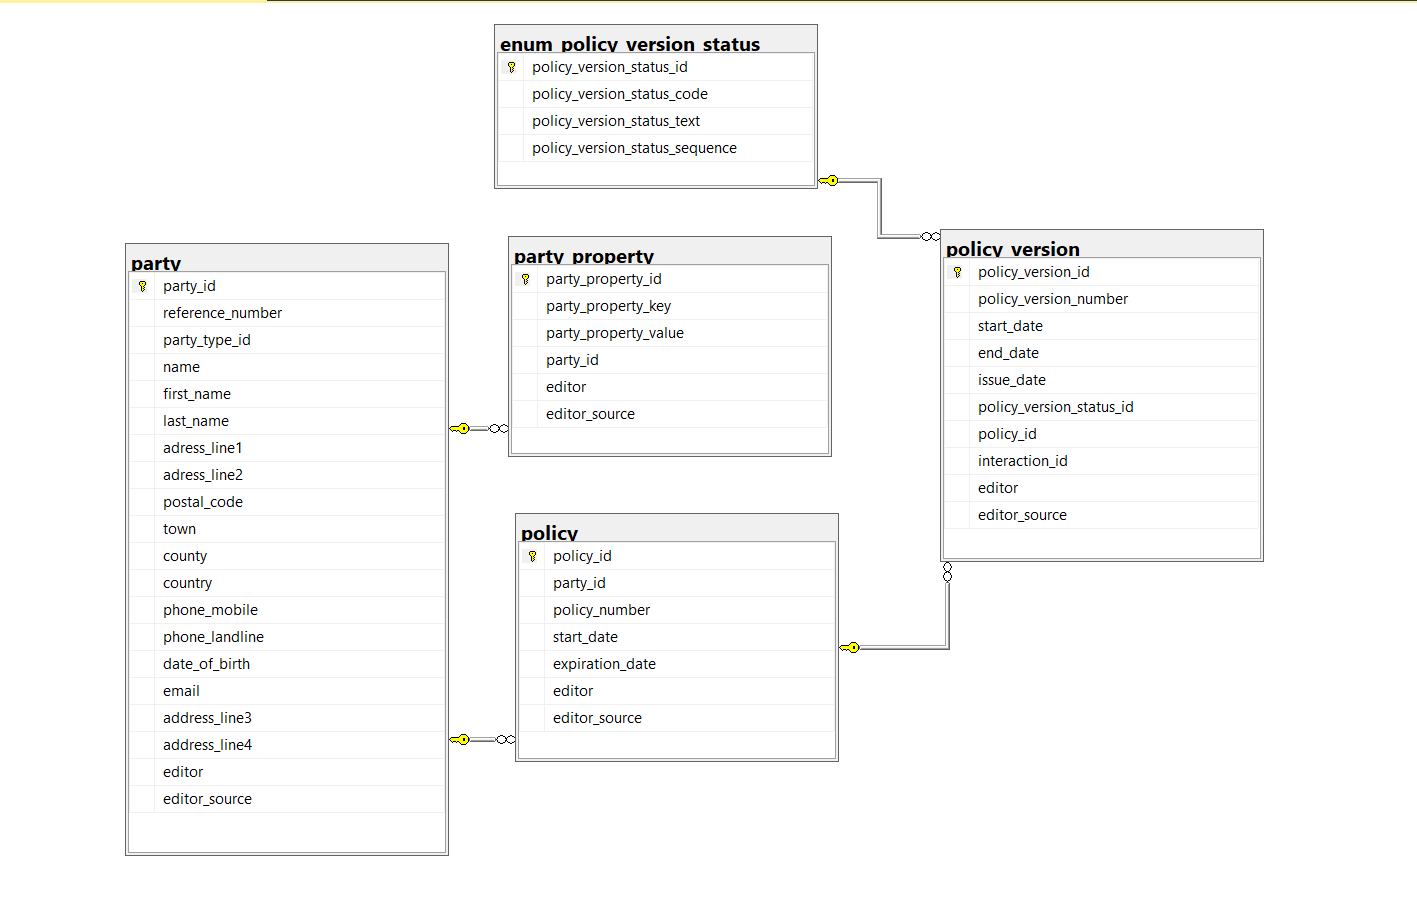 enum_policy_version_status
policy_version_status_id
policy_version_status_code
policy_version_status_text
policy_version_status_sequence
party
party_id
reference_number
party_type_id
name
first_name
last_name
adress_line1
adress_line2
postal_code
town
county
country
phone_mobile
phone_landline
date_of_birth
email
address_line3
address_line4
editor
editor_source
party_property
party_property_id
party_property_key
party_property_value
party_id
editor
editor_source
policy
policy_id
party_id
policy_number
start_date
expiration_date
editor
editor_source
policy_version
policy_version_id
policy_version_number
start_date
end_date
issue_date
policy_version_status_id
policy_id
interaction_id
editor
editor_source